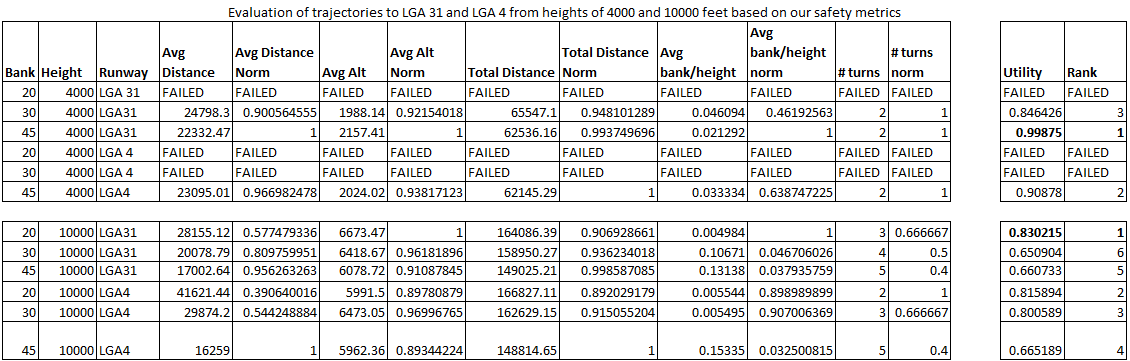 Evaluation of trajectories to LGA 31 and LGA 4 from heights of 4000 and 10000 feet based on our safety metrics
Bank Height Runway Avg Distance Avg Distance Norm Avg Alt Avg Alt Norm Total Distance Total Distance Norm Avg bank/height Avg bank/height norm # turns # turns norm Utility Rank
20 4000 LGA 31 FAILED FAILED FAILED FAILED FAILED FAILED FAILED FAILED FAILED FAILED FAILED FAILED
30 4000 LGA31 24798.3 0.900564555 1988.14 0.92154018 65547.1 0.948101289 0.046094 0.46192563 2 1 0.846426 3
45 4000 LGA31 22332.47 1 2157.41 1 62536.16 0.993749696 0.021292 1 2 1 0.99875 1
20 4000 LGA 4 FAILED FAILED FAILED FAILED FAILED FAILED FAILED FAILED FAILED FAILED FAILED FAILED
30 4000 LGA 4 FAILED FAILED FAILED FAILED FAILED FAILED FAILED FAILED FAILED FAILED FAILED FAILED
45 4000 LGA4 23095.01 0.966982478 2024.02 0.93817123 62145.29 1 0.033334 0.638747225 2 1 0.90878 2
20 10000 LGA31 28155.12 0.577479336 6673.47 1 164086.39 0.906928661 0.004984 1 3 0.666667 0.830215 1
30 10000 LGA31 20078.79 0.809759951 6418.67 0.96181896 158950.27 0.936234018 0.10671 0.046706026 4 0.5 0.650904 6
45 10000 LGA31 17002.64 0.956263263 6078.72 0.91087845 149025.21 0.998587085 0.13138 0.037935759 5 0.4 0.660733 5
20 10000 LGA4 41621.44 0.390640016 5991.5 0.89780879 166827.11 0.892029179 0.005544 0.898989899 2 1 0.815894 2
30 10000 LGA4 29874.2 0.544248884 6473.05 0.96996765 162629.15 0.915055204 0.005495 0.907006369 3 0.666667 0.800589 3
45 10000 LGA4 16259 1 5962.36 0.89344224 148814.65 1 0.15335 0.032500815 5 0.4 0.665189 4